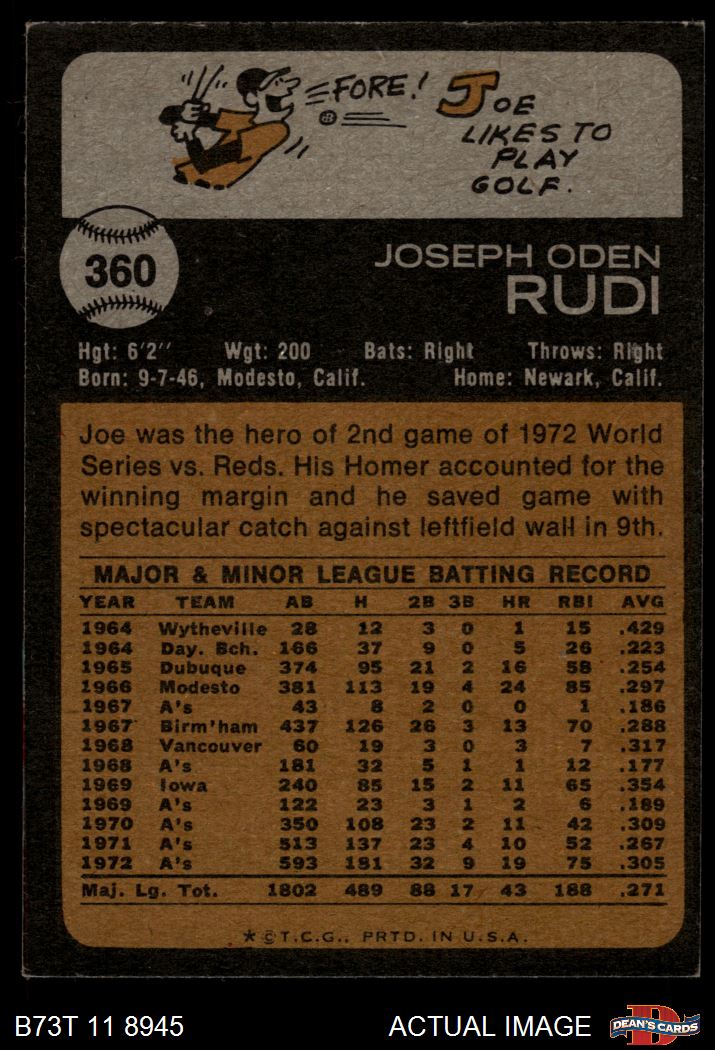 FORE!
JOE
LIKES TO
PLAY
GOLF.
360
JOSEPH ODEN
RUDI
Hgt: 6'2" Wgt: 200 Bats: Right Throws: Right
Born: 9-7-46, Modesto, Calif. Home: Newark, Calif.
Joe was the hero of 2nd game of 1972 World
Series vs. Reds. His Homer accounted for the
winning margin and he saved game with
spectacular catch against leftfield wall in 9th.
MAJOR & MINOR LEAGUE BATTING RECORD
YEAR TEAM AB H 2B 3B HR RBI AVG
1964 Wytheville 28 12 3 0 1 15 .429
1964 Day. Bch. 166 37 9 0 5 26 .223
1965 Dubuque 374 95 21 2 16 58 .254
1966 Modesto 381 113 19 4 24 85 .297
1967 A's 43 8 2 0 0 1 .186
1967 Birm'ham 437 126 26 3 13 70 .288
1968 Vancouver 60 19 3 0 3 7 .317
1968 A's 181 32 5 1 1 12 .177
1969 Iowa 240 85 15 2 11 65 .354
1969 A's 122 23 3 1 2 6 .189
1970 A's 350 108 23 2 11 42 .309
1971 A's 513 137 23 4 10 52 .267
1972 A's 593 181 32 9 19 75 .305
Maj. Lg. Tot. 1802 489 88 17 43 188 .271
*©T.C.G., PRTD. IN U.S.A.
B73T 11 8945 ACTUAL IMAGE DEAN'S CARDS